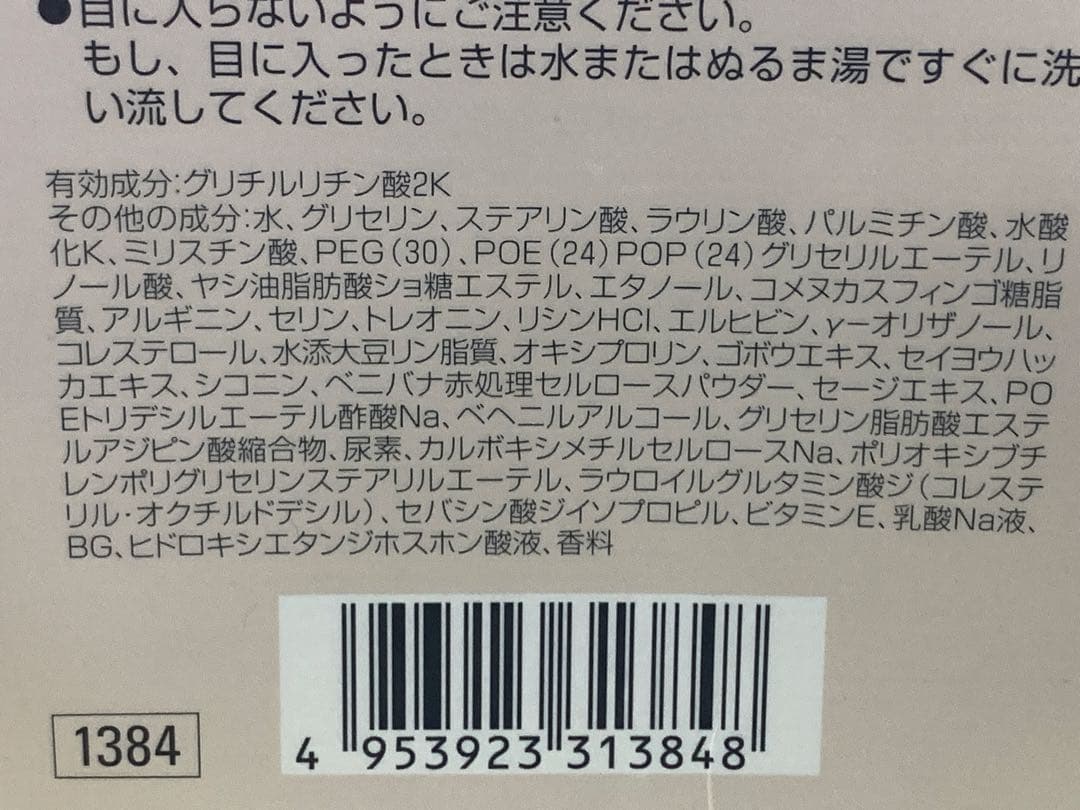 ●目に入らないようにご注意ください。
もし、目に入ったときは水またはぬるま湯ですぐに洗
い流してください。
有効成分:グリチルリチン酸2K
その他の成分:水、グリセリン、ステアリン酸、ラウリン酸、パルミチン酸、水酸
化K、ミリスチン酸、PEG(30)、POE(24)POP(24)グリセリルエーテル、リ
ノール酸、ヤシ油脂肪酸ショ糖エステル、エタノール、コメヌカスフィンゴ糖脂
質、アルギニン、セリン、トレオニン、リシンHCl、エルヒビン、γーオリザノール、
コレステロール、水添大豆リン脂質、オキシプロリン、ゴボウエキス、セイヨウハッ
カエキス、シコニン、ベニバナ赤処理セルロースパウダー、セージエキス、PO
Eトリデシルエーテル酢酸Na、ベヘニルアルコール、グリセリン脂肪酸エステ
ルアジピン酸縮合物、尿素、カルボキシメチルセルロースNa、ポリオキシブチ
レンポリグリセリンステアリルエーテル、ラウロイルグルタミン酸ジ(コレステ
リル・オクチルドデシル)、セバシン酸ジイソプロピル、ビタミンE、乳酸Na液、
BG、ヒドロキシエタンジホスホン酸液、香料
1384
4 953923 313848